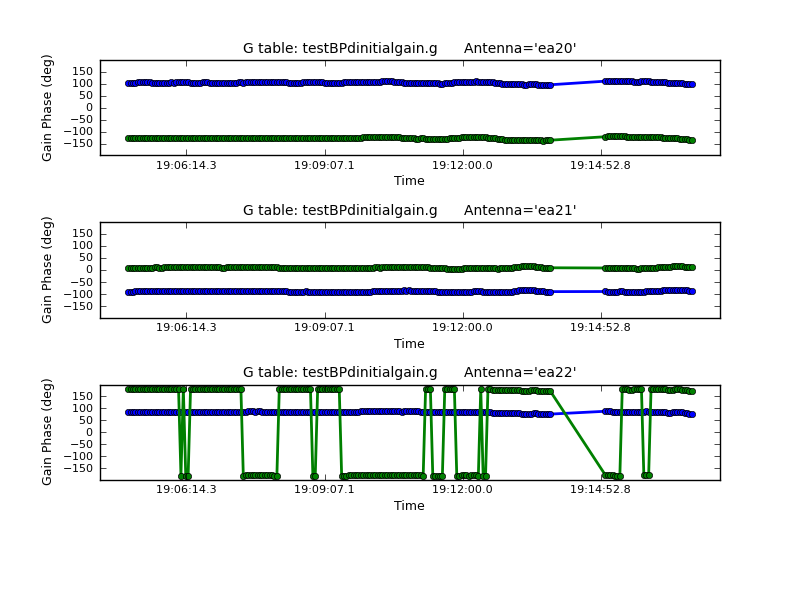 G table: testBPdinitialgain.g Antenna='ea20'
Gain Phase (deg)
150
100
50
0
−50
−100
−150
19:06:14.3 19:09:07.1 19:12:00.0 19:14:52.8
Time
G table: testBPdinitialgain.g Antenna='ea21'
Gain Phase (deg)
150
100
50
0
−50
−100
−150
19:06:14.3 19:09:07.1 19:12:00.0 19:14:52.8
Time
G table: testBPdinitialgain.g Antenna='ea22'
Gain Phase (deg)
150
100
50
0
−50
−100
−150
19:06:14.3 19:09:07.1 19:12:00.0 19:14:52.8
Time